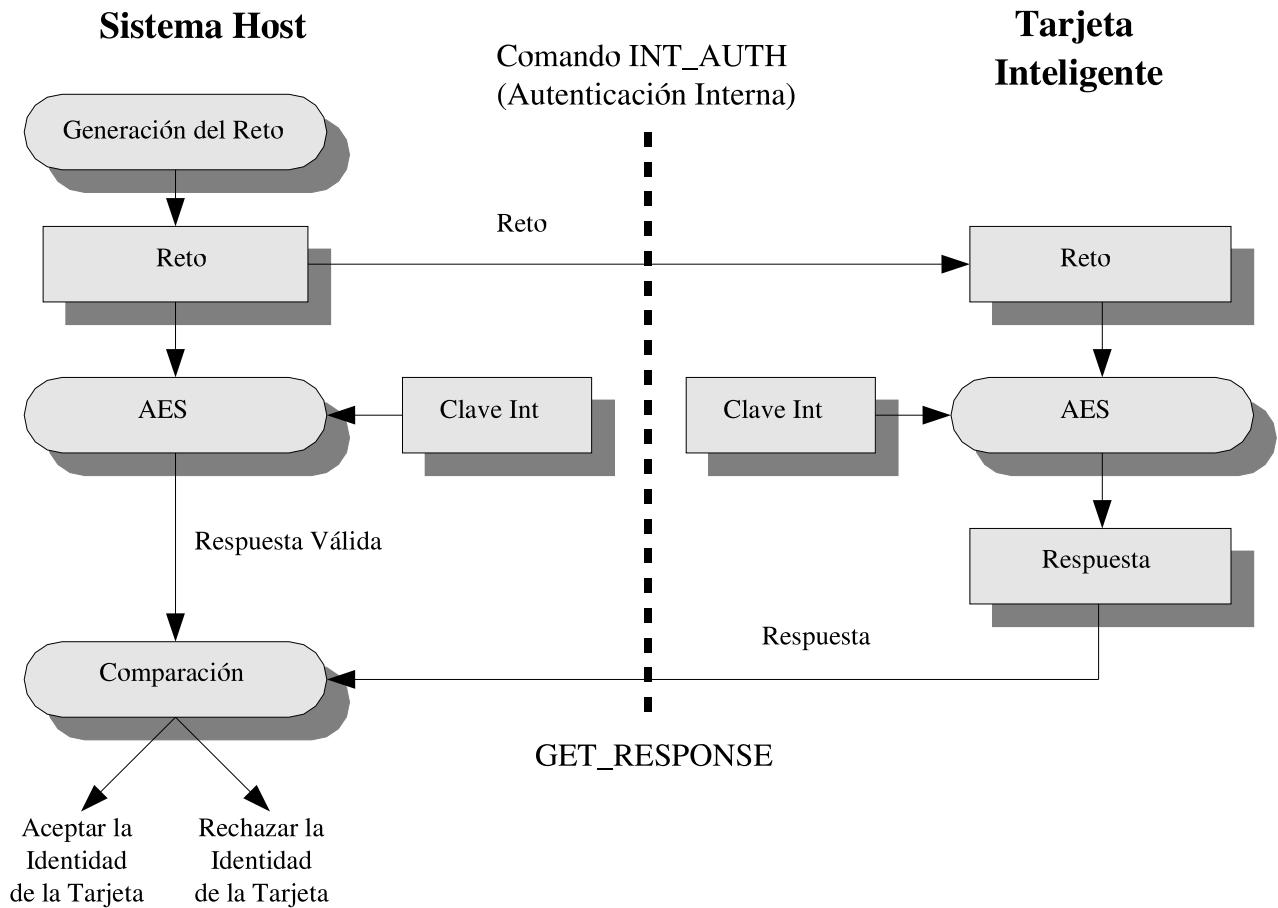 Sistema Host
Tarjeta
Inteligente
Comando INT_AUTH
(Autenticación Interna)
Generación del Reto
Reto
Reto
Reto
AES
Clave Int
Clave Int
AES
Respuesta Válida
Respuesta
Respuesta
Comparación
GET_RESPONSE
Aceptar la
Identidad
de la Tarjeta
Rechazar la
Identidad
de la Tarjeta